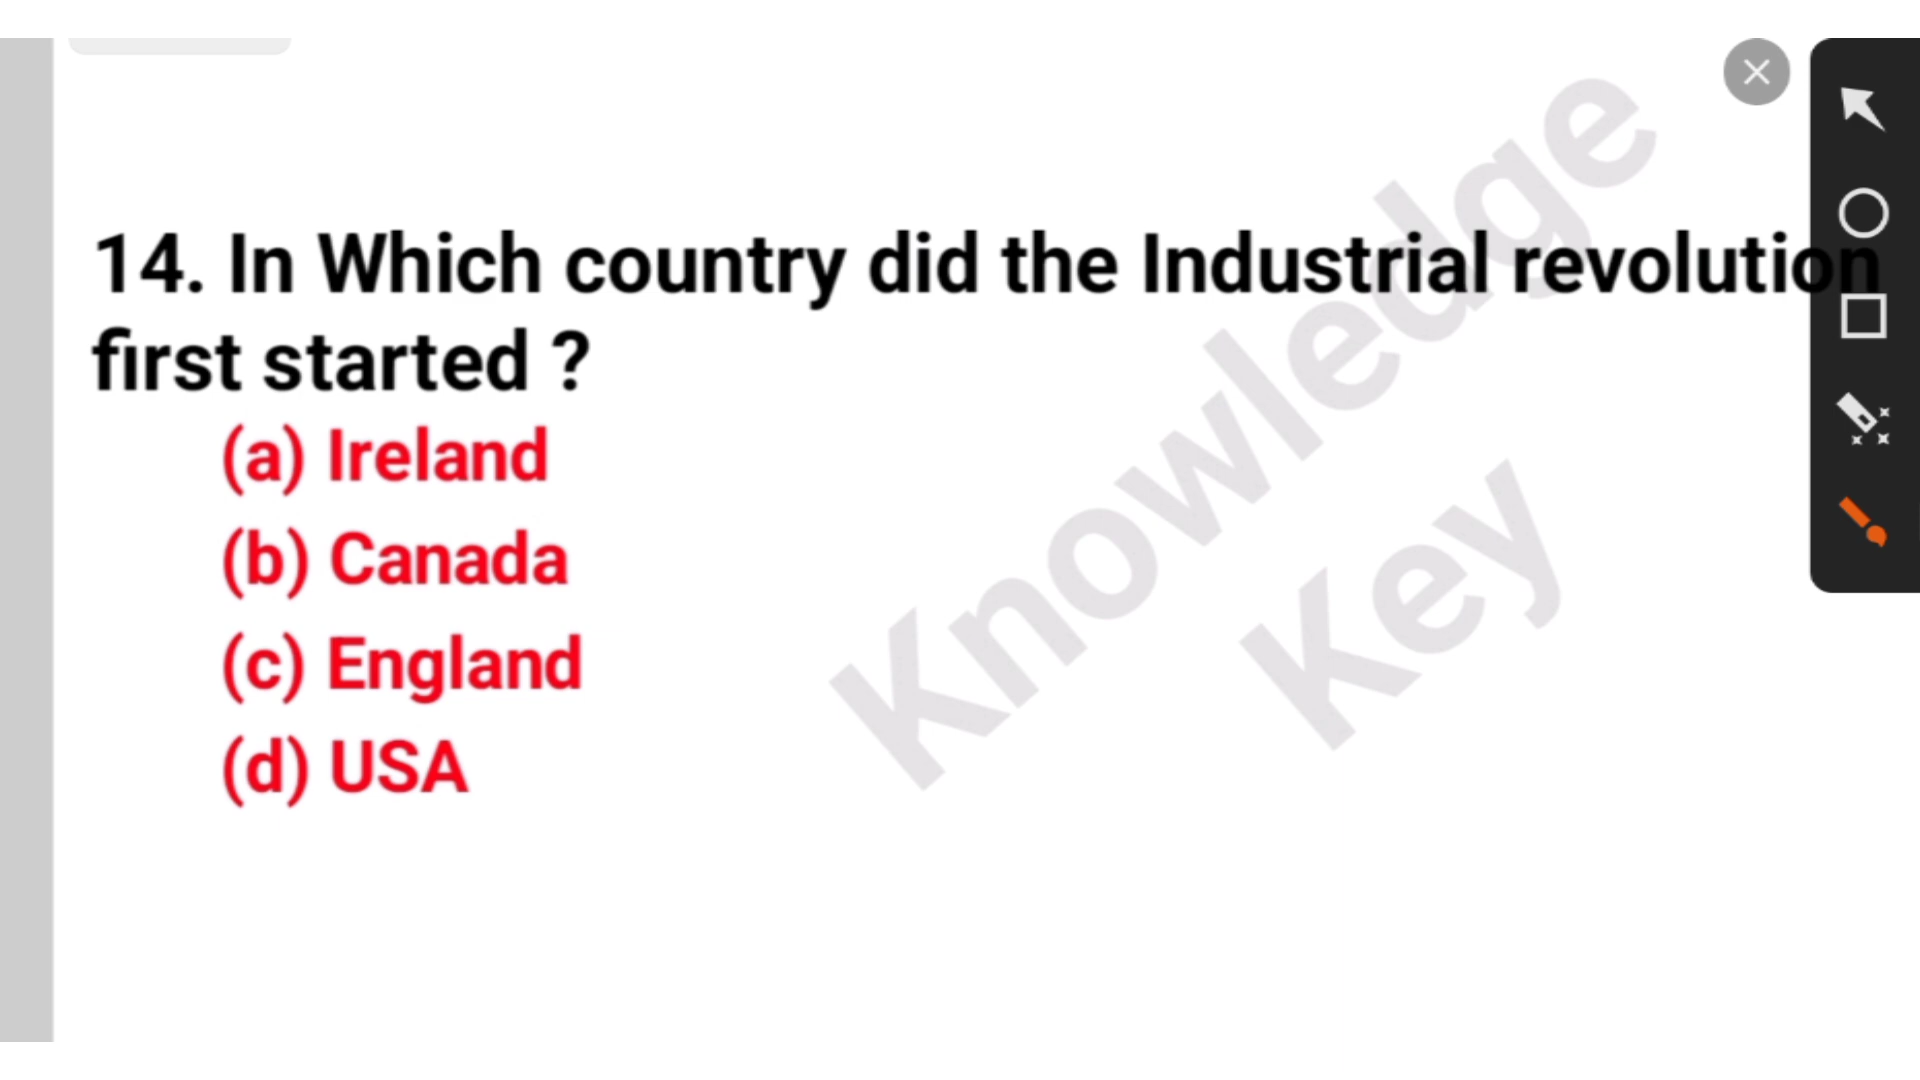 14. In Which country did the Industrial revolution
first started ?
(a) Ireland
(b) Canada
(c) England
(d) USA
Knowledge
Key